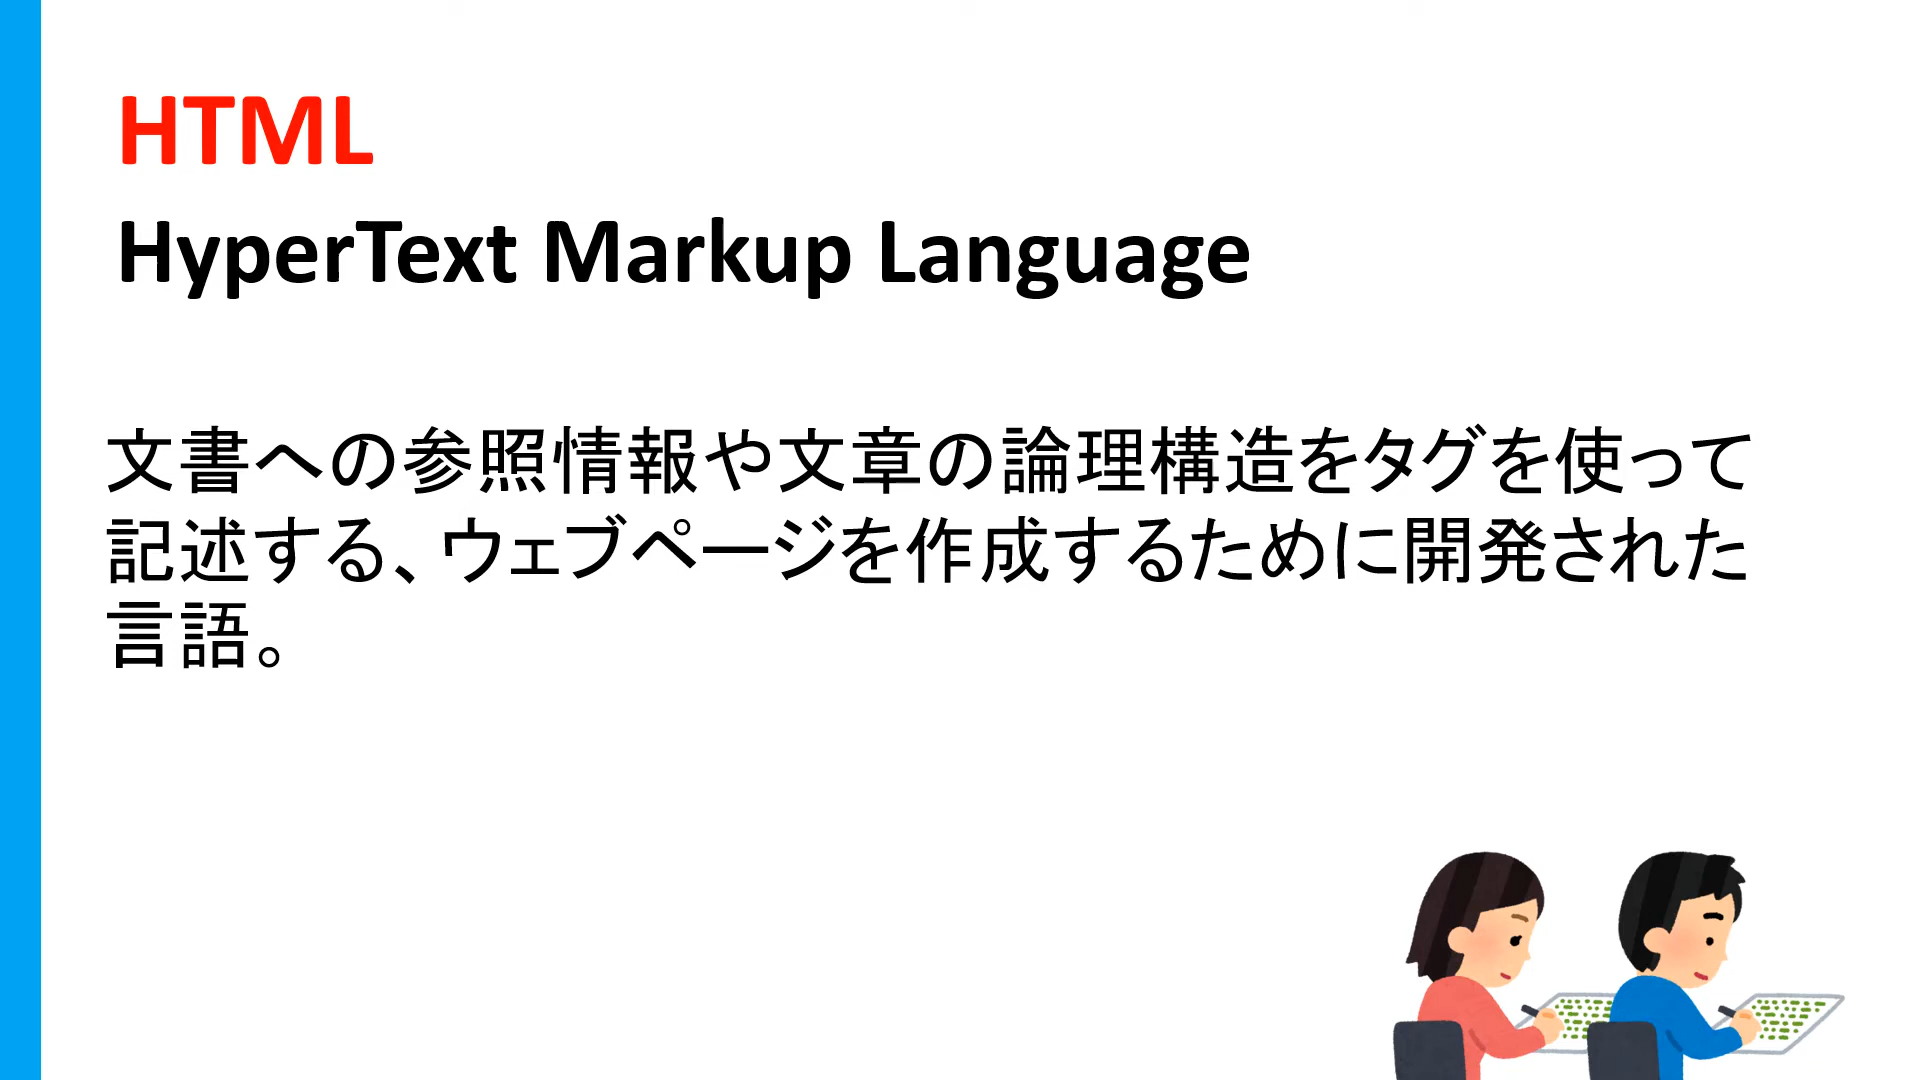 HTML
HyperText Markup Language
文書への参照情報や文章の論理構造をタグを使って
記述する、ウェブページを作成するために開発された
言語。